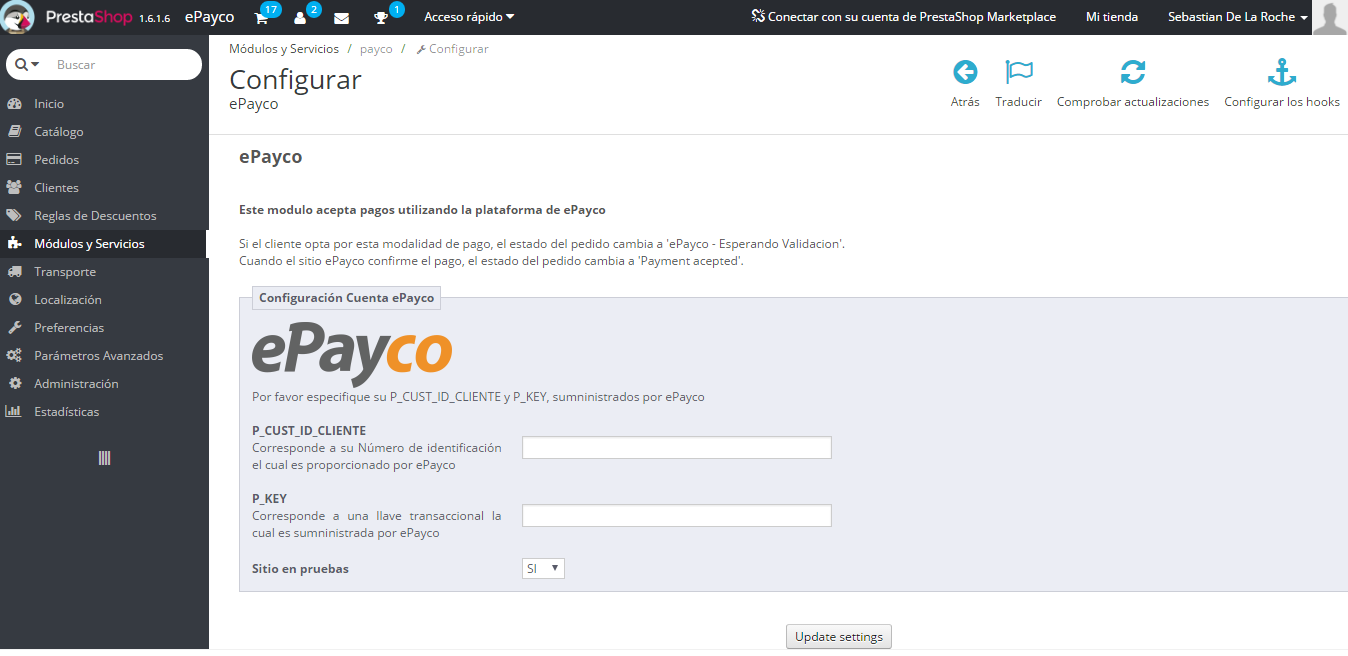 PrestaShop 1.6.1.6 ePayco 17 2 1 Acceso rápido Conectar con su cuenta de PrestaShop Marketplace Mi tienda Sebastian De La Roche
Buscar
Inicio
Catálogo
Pedidos
Clientes
Reglas de Descuentos
Módulos y Servicios
Transporte
Localización
Preferencias
Parámetros Avanzados
Administración
Estadísticas
Módulos y Servicios / payco / Configurar
Configurar
ePayco
Atrás Traducir Comprobar actualizaciones Configurar los hooks
ePayco
Este modulo acepta pagos utilizando la plataforma de ePayco
Si el cliente opta por esta modalidad de pago, el estado del pedido cambia a 'ePayco - Esperando Validacion'.
Cuando el sitio ePayco confirme el pago, el estado del pedido cambia a 'Payment acepted'.
Configuración Cuenta ePayco
ePayco
Por favor especifique su P_CUST_ID_CLIENTE y P_KEY, sumninistrados por ePayco
P_CUST_ID_CLIENTE
Corresponde a su Número de identificación
el cual es proporcionado por ePayco
P_KEY
Corresponde a una llave transaccional la
cual es sumninistrada por ePayco
Sitio en pruebas SI
Update settings